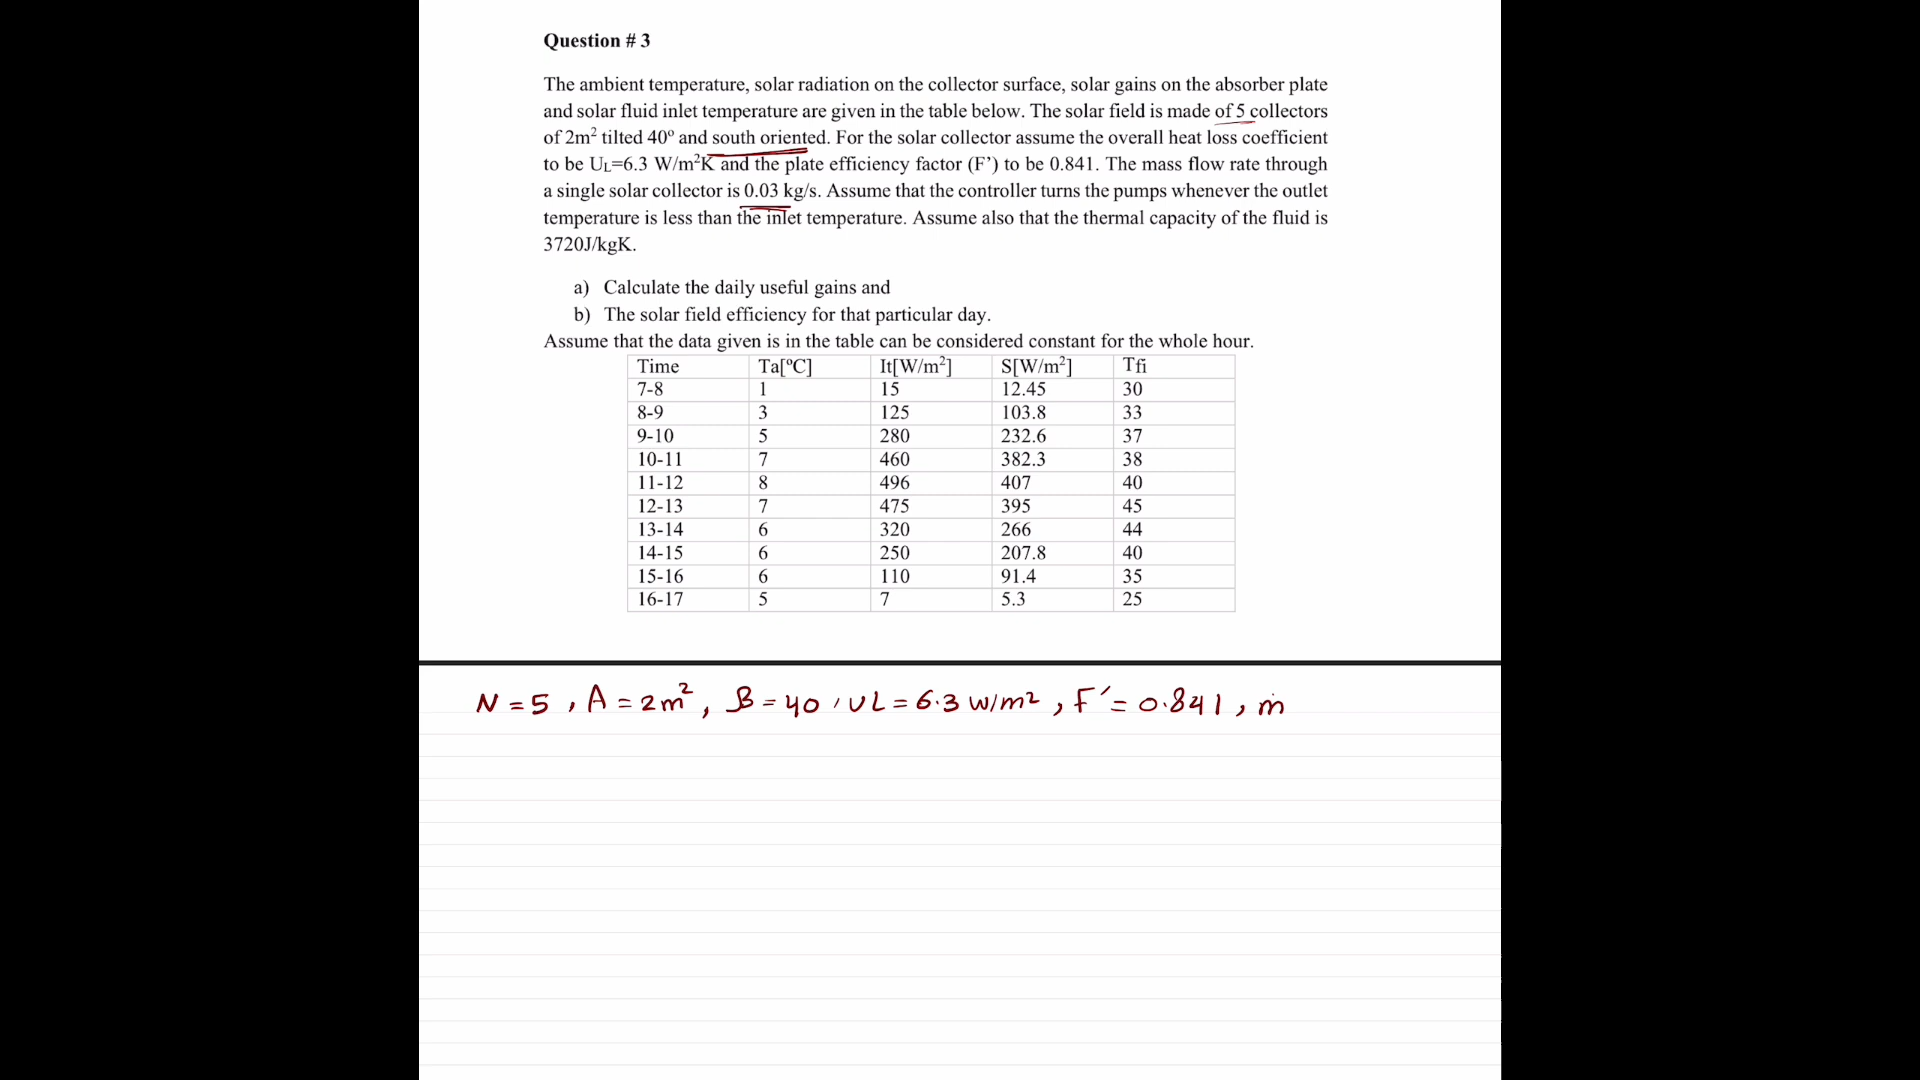 Question # 3
The ambient temperature, solar radiation on the collector surface, solar gains on the absorber plate
and solar fluid inlet temperature are given in the table below. The solar field is made of 5 collectors
of 2m² tilted 40º and south oriented. For the solar collector assume the overall heat loss coefficient
to be UL=6.3 W/m²K and the plate efficiency factor (F’) to be 0.841. The mass flow rate through
a single solar collector is 0.03 kg/s. Assume that the controller turns the pumps whenever the outlet
temperature is less than the inlet temperature. Assume also that the thermal capacity of the fluid is
3720J/kgK.
a) Calculate the daily useful gains and
b) The solar field efficiency for that particular day.
Assume that the data given is in the table can be considered constant for the whole hour.
Time Ta[ºC] It[W/m²] S[W/m²] Tfi
7-8 1 15 12.45 30
8-9 3 125 103.8 33
9-10 5 280 232.6 37
10-11 7 460 382.3 38
11-12 8 496 407 40
12-13 7 475 395 45
13-14 6 320 266 44
14-15 6 250 207.8 40
15-16 6 110 91.4 35
16-17 5 7 5.3 25
N = 5 , A = 2m² , β = 40 , UL = 6.3 w/m² , F′ = 0.841 , ṁ